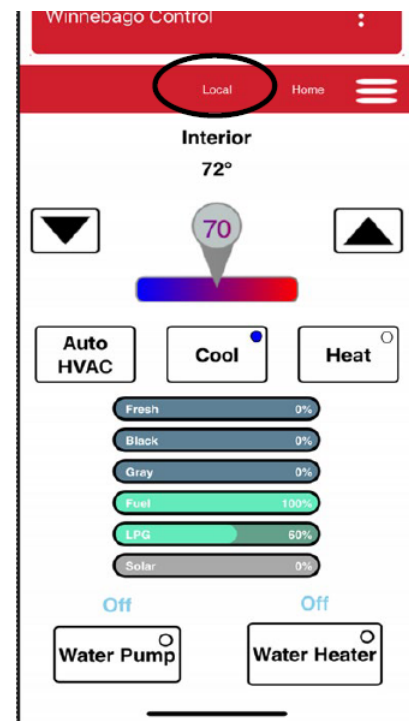 Winnebago Control
Local Home
Interior
72°
70
Auto HVAC
Cool
Heat
Fresh 0%
Black 0%
Gray 0%
Fuel 100%
LPG 60%
Solar 0%
Off Off
Water Pump Water Heater